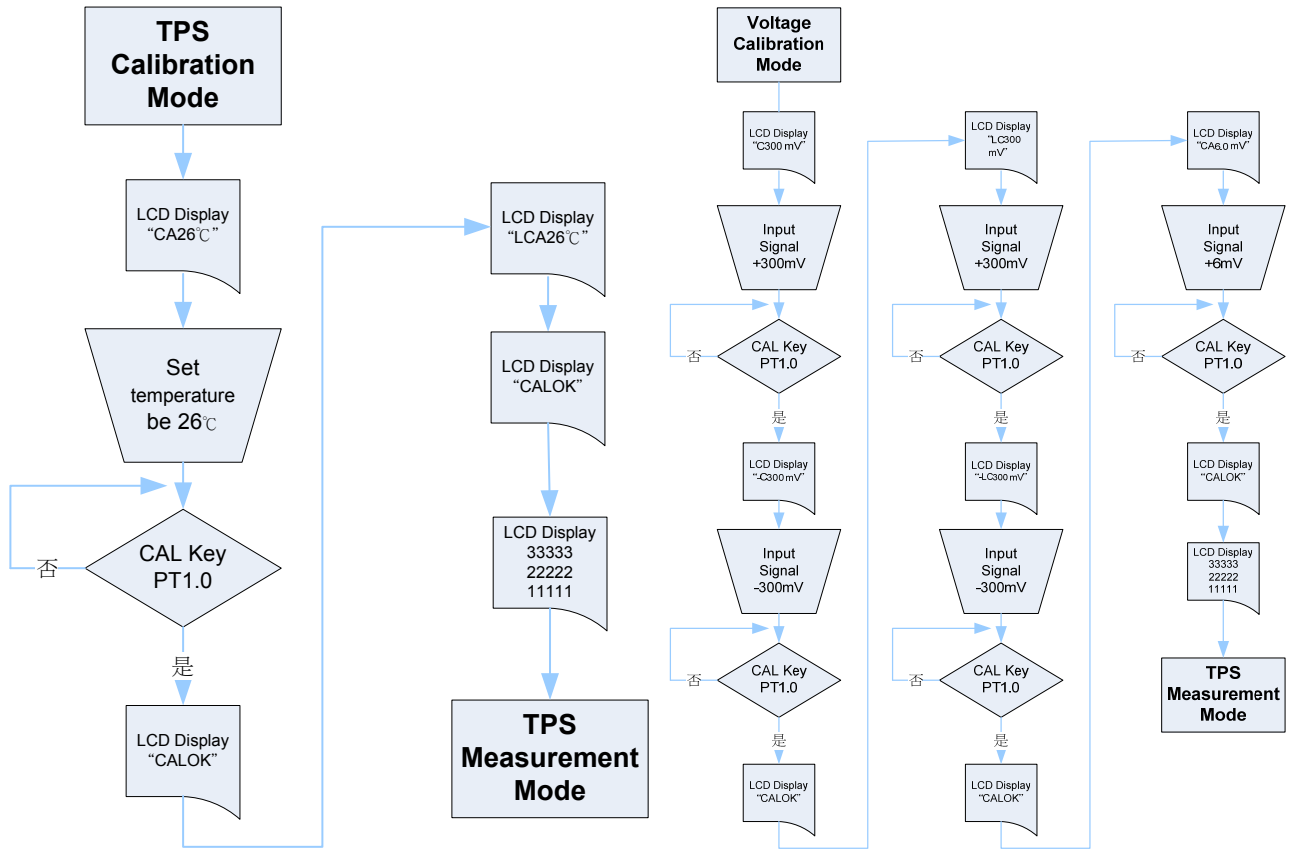 TPS
Calibration
Mode
LCD Display
“CA26℃”
Set
temperature
be 26℃
CAL Key
PT1.0
否
是
LCD Display
“CALOK”
LCD Display
“LCA26℃”
LCD Display
“CALOK”
LCD Display
33333
22222
11111
TPS
Measurement
Mode
Voltage
Calibration
Mode
LCD Display
“C300 mV”
Input
Signal
+300mV
CAL Key
PT1.0
否
是
LCD Display
“-C300 mV”
Input
Signal
-300mV
CAL Key
PT1.0
否
是
LCD Display
“CALOK”
LCD Display
“LC300
mV”
Input
Signal
+300mV
CAL Key
PT1.0
否
是
LCD Display
“-LC300 mV”
Input
Signal
-300mV
CAL Key
PT1.0
否
是
LCD Display
“CALOK”
LCD Display
“CA6.0 mV”
Input
Signal
+6mV
CAL Key
PT1.0
否
是
LCD Display
“CALOK”
LCD Display
33333
22222
11111
TPS
Measurement
Mode